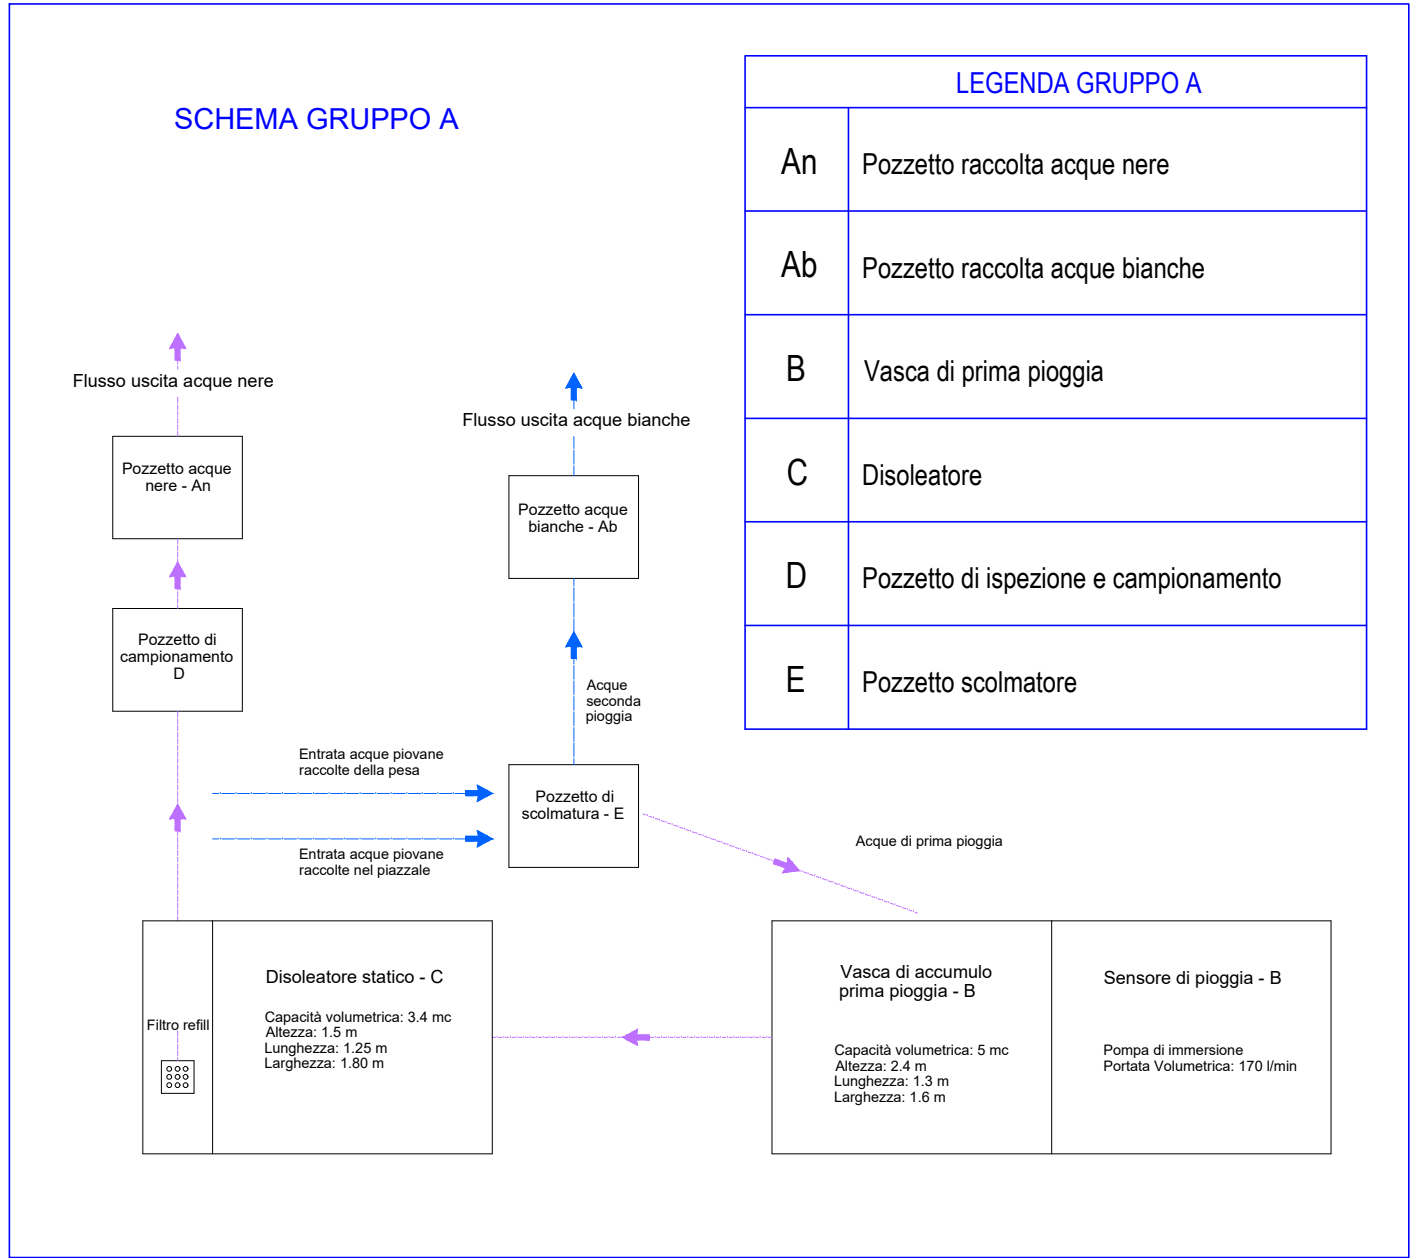 SCHEMA GRUPPO A
LEGENDA GRUPPO A
An
Pozzetto raccolta acque nere
Ab
Pozzetto raccolta acque bianche
B
Vasca di prima pioggia
C
Disoleatore
D
Pozzetto di ispezione e campionamento
E
Pozzetto scolmatore
Flusso uscita acque nere
Pozzetto acque
nere - An
Pozzetto di
campionamento
D
Flusso uscita acque bianche
Pozzetto acque
bianche - Ab
Acque
seconda
pioggia
Entrata acque piovane
raccolte della pesa
Entrata acque piovane
raccolte nel piazzale
Pozzetto di
scolmatura - E
Acque di prima pioggia
Filtro refill
Disoleatore statico - C
Capacità volumetrica: 3.4 mc
Altezza: 1.5 m
Lunghezza: 1.25 m
Larghezza: 1.80 m
Vasca di accumulo
prima pioggia - B
Capacità volumetrica: 5 mc
Altezza: 2.4 m
Lunghezza: 1.3 m
Larghezza: 1.6 m
Sensore di pioggia - B
Pompa di immersione
Portata Volumetrica: 170 l/min